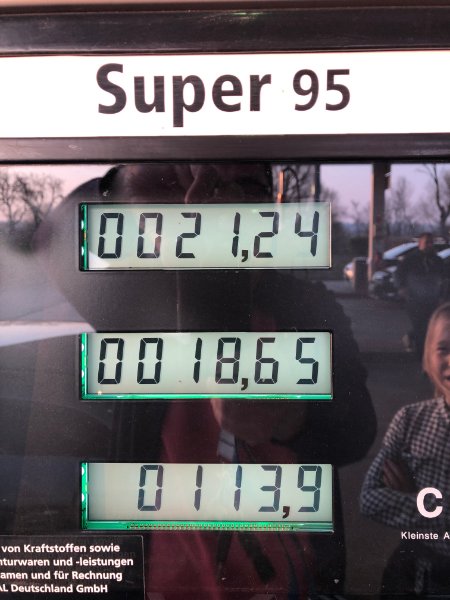 Super 95
0021,24
0018,65
0113,9
C
Kleinste A
von Kraftstoffen sowie
nturwaren und -leistungen
amen und für Rechnung
AL Deutschland GmbH